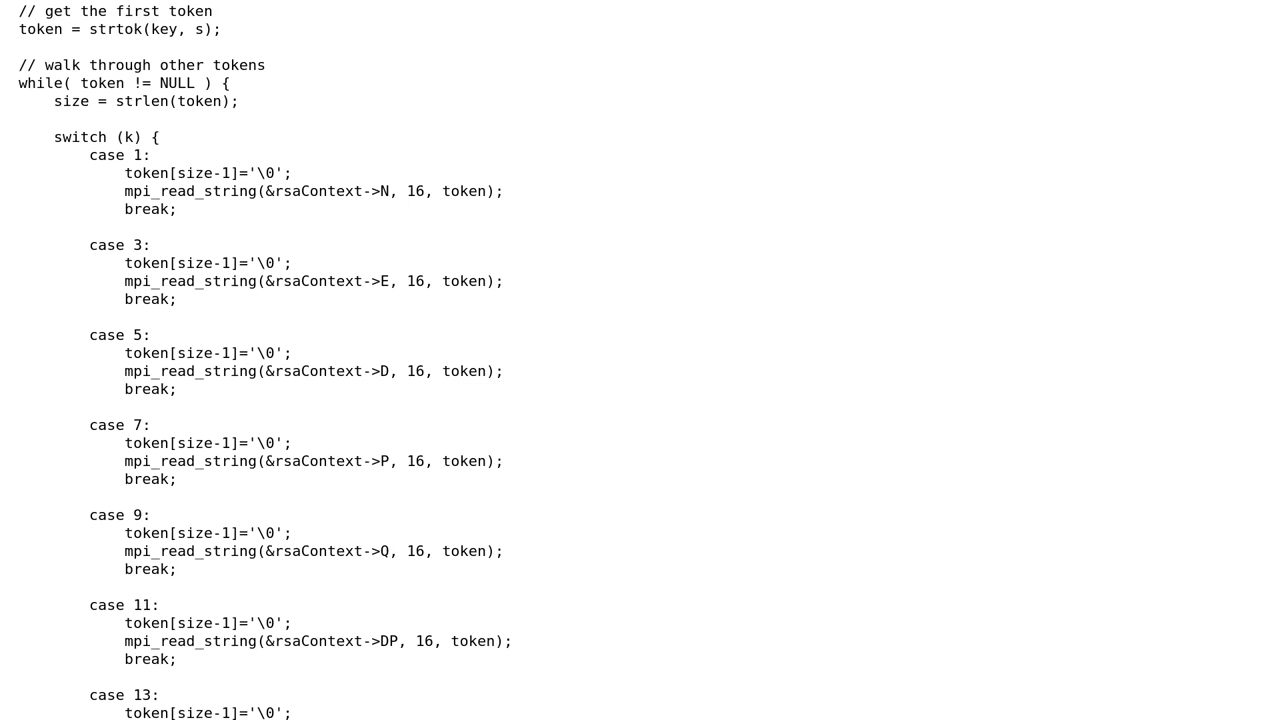 // get the first token
token = strtok(key, s);
// walk through other tokens
while( token != NULL ) {
size = strlen(token);
switch (k) {
case 1:
token[size-1]='\0';
mpi_read_string(&rsaContext->N, 16, token);
break;
case 3:
token[size-1]='\0';
mpi_read_string(&rsaContext->E, 16, token);
break;
case 5:
token[size-1]='\0';
mpi_read_string(&rsaContext->D, 16, token);
break;
case 7:
token[size-1]='\0';
mpi_read_string(&rsaContext->P, 16, token);
break;
case 9:
token[size-1]='\0';
mpi_read_string(&rsaContext->Q, 16, token);
break;
case 11:
token[size-1]='\0';
mpi_read_string(&rsaContext->DP, 16, token);
break;
case 13:
token[size-1]='\0';